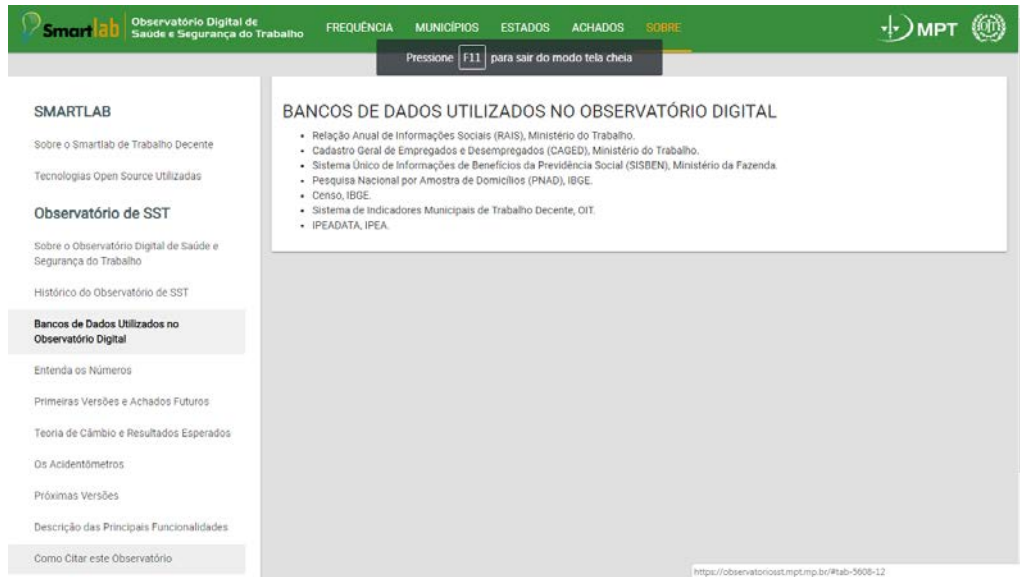 Smartlab
Observatório Digital de
Saúde e Segurança do Trabalho
FREQUÊNCIA
MUNICÍPIOS
ESTADOS
ACHADOS
SOBRE
MPT
Pressione F11 para sair do modo tela cheia
SMARTLAB
Sobre o Smartlab de Trabalho Decente
Tecnologias Open Source Utilizadas
Observatório de SST
Sobre o Observatório Digital de Saúde e
Segurança do Trabalho
Histórico do Observatório de SST
Bancos de Dados Utilizados no
Observatório Digital
Entenda os Números
Primeiras Versões e Achados Futuros
Teoria de Câmbio e Resultados Esperados
Os Acidentômetros
Próximas Versões
Descrição das Principais Funcionalidades
Como Citar este Observatório
BANCOS DE DADOS UTILIZADOS NO OBSERVATÓRIO DIGITAL
• Relação Anual de Informações Sociais (RAIS), Ministério do Trabalho.
• Cadastro Geral de Empregados e Desempregados (CAGED), Ministério do Trabalho.
• Sistema Único de Informações de Benefícios da Previdência Social (SISBEN), Ministério da Fazenda.
• Pesquisa Nacional por Amostra de Domicílios (PNAD), IBGE.
• Censo, IBGE.
• Sistema de Indicadores Municipais de Trabalho Decente, OIT.
• IPEADATA, IPEA.
https://observatoriosst.mpt.mp.br/#tab-5608-12